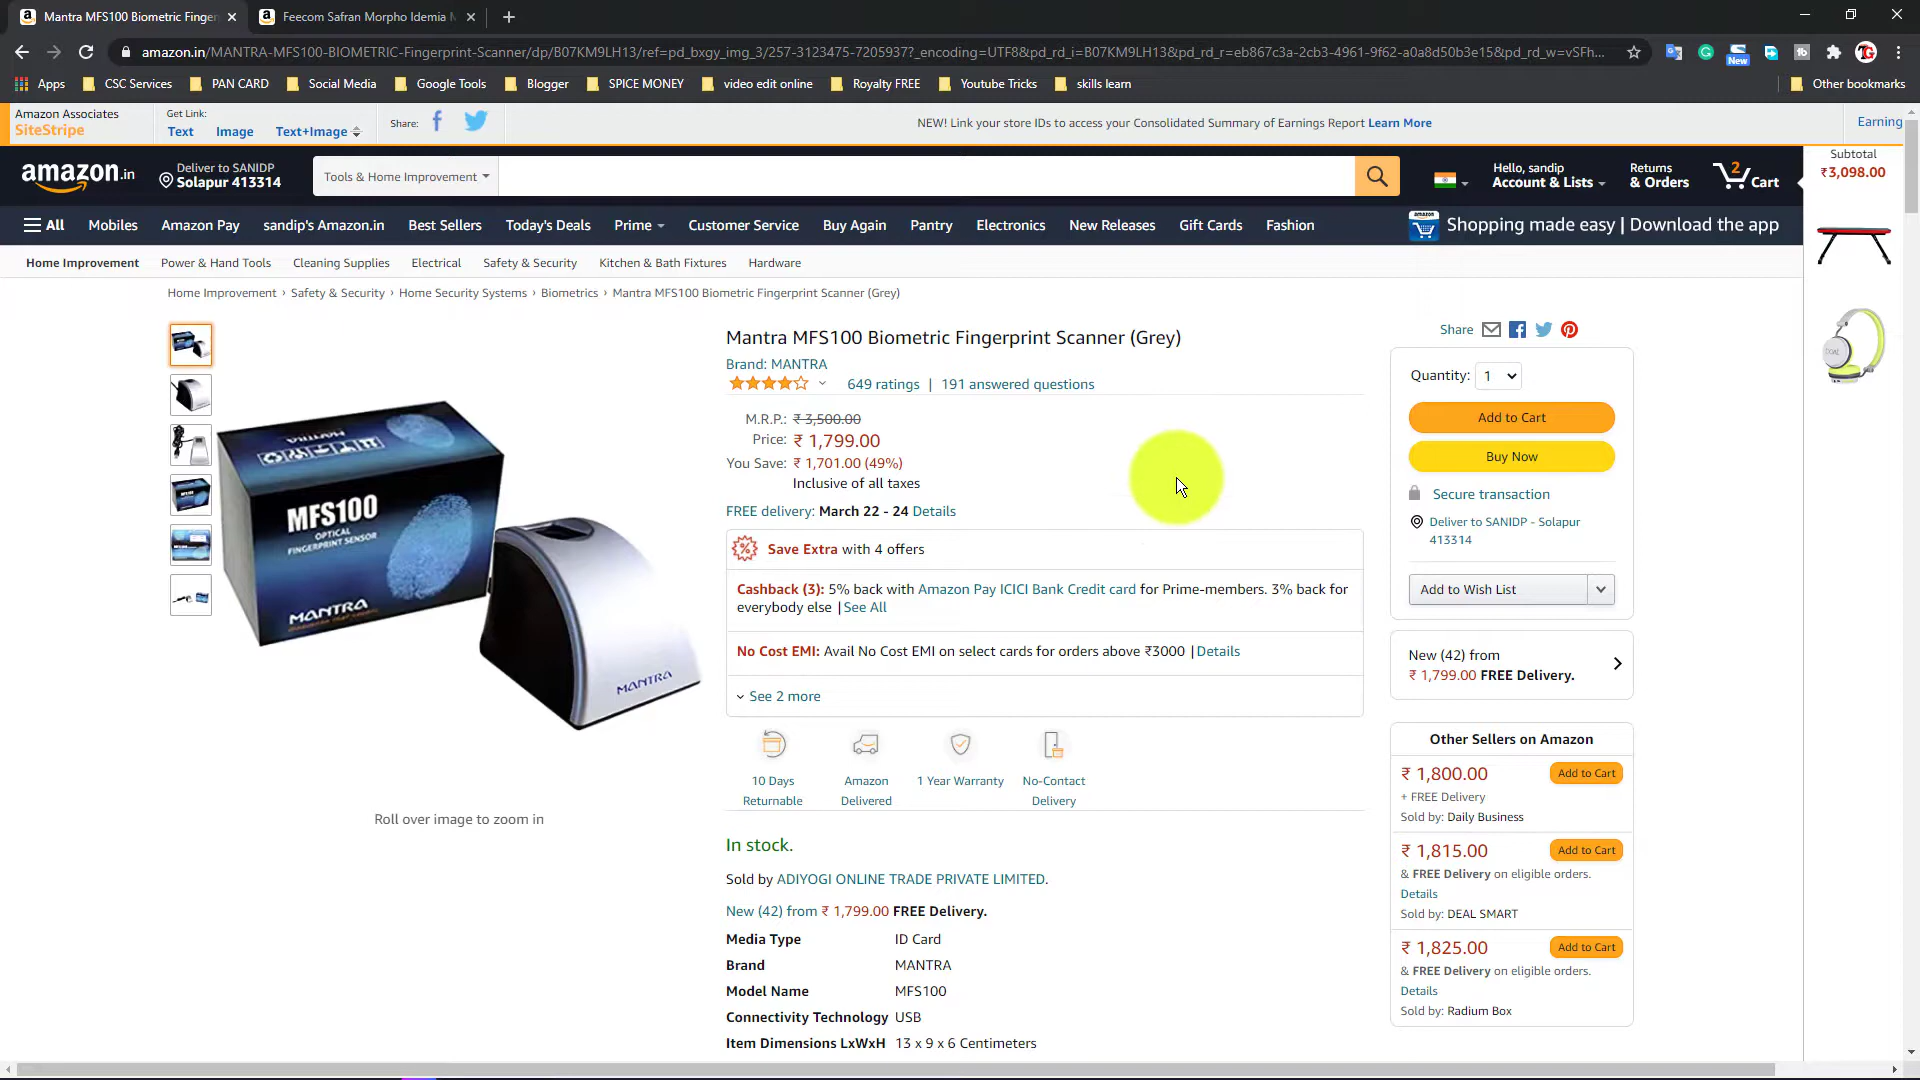 Mantra MFS100 Biometric Finger
Feecom Safran Morpho Idemia M
amazon.in/MANTRA-MFS100-BIOMETRIC-Fingerprint-Scanner/dp/B07KM9LH13/ref=pd_bxgy_img_3/257-3123475-7205937?_encoding=UTF8&pd_rd_i=B07KM9LH13&pd_rd_r=eb867c3a-2cb3-4961-9f62-a0a8d50b3e15&pd_rd_w=vSFh...
New
Apps CSC Services PAN CARD Social Media Google Tools Blogger SPICE MONEY video edit online Royalty FREE Youtube Tricks skills learn Other bookmarks
Amazon Associates
SiteStripe
Get Link:
Text Image Text+Image
Share:
NEW! Link your store IDs to access your Consolidated Summary of Earnings Report Learn More
Earning
amazon.in
Deliver to SANIDP
Solapur 413314
Tools & Home Improvement
Hello, sandip
Account & Lists
Returns
& Orders
2
Cart
Subtotal
₹3,098.00
All Mobiles Amazon Pay sandip's Amazon.in Best Sellers Today's Deals Prime Customer Service Buy Again Pantry Electronics New Releases Gift Cards Fashion
amazon
Shopping made easy | Download the app
Home Improvement Power & Hand Tools Cleaning Supplies Electrical Safety & Security Kitchen & Bath Fixtures Hardware
Home Improvement › Safety & Security › Home Security Systems › Biometrics › Mantra MFS100 Biometric Fingerprint Scanner (Grey)
MANTRA
MFS100
OPTICAL
FINGERPRINT SENSOR
MANTRA
MANTRA
Roll over image to zoom in
Mantra MFS100 Biometric Fingerprint Scanner (Grey)
Brand: MANTRA
649 ratings | 191 answered questions
M.R.P.: ₹ 3,500.00
Price: ₹ 1,799.00
You Save: ₹ 1,701.00 (49%)
Inclusive of all taxes
FREE delivery: March 22 - 24 Details
Save Extra with 4 offers
Cashback (3): 5% back with Amazon Pay ICICI Bank Credit card for Prime-members. 3% back for
everybody else | See All
No Cost EMI: Avail No Cost EMI on select cards for orders above ₹3000 | Details
See 2 more
10 Days
Returnable
Amazon
Delivered
1 Year Warranty
No-Contact
Delivery
In stock.
Sold by ADIYOGI ONLINE TRADE PRIVATE LIMITED.
New (42) from ₹ 1,799.00 FREE Delivery.
Media Type ID Card
Brand MANTRA
Model Name MFS100
Connectivity Technology USB
Item Dimensions LxWxH 13 x 9 x 6 Centimeters
Share
Quantity: 1
Add to Cart
Buy Now
Secure transaction
Deliver to SANIDP - Solapur
413314
Add to Wish List
New (42) from
₹ 1,799.00 FREE Delivery.
Other Sellers on Amazon
₹ 1,800.00 Add to Cart
+ FREE Delivery
Sold by: Daily Business
₹ 1,815.00 Add to Cart
& FREE Delivery on eligible orders.
Details
Sold by: DEAL SMART
₹ 1,825.00 Add to Cart
& FREE Delivery on eligible orders.
Details
Sold by: Radium Box